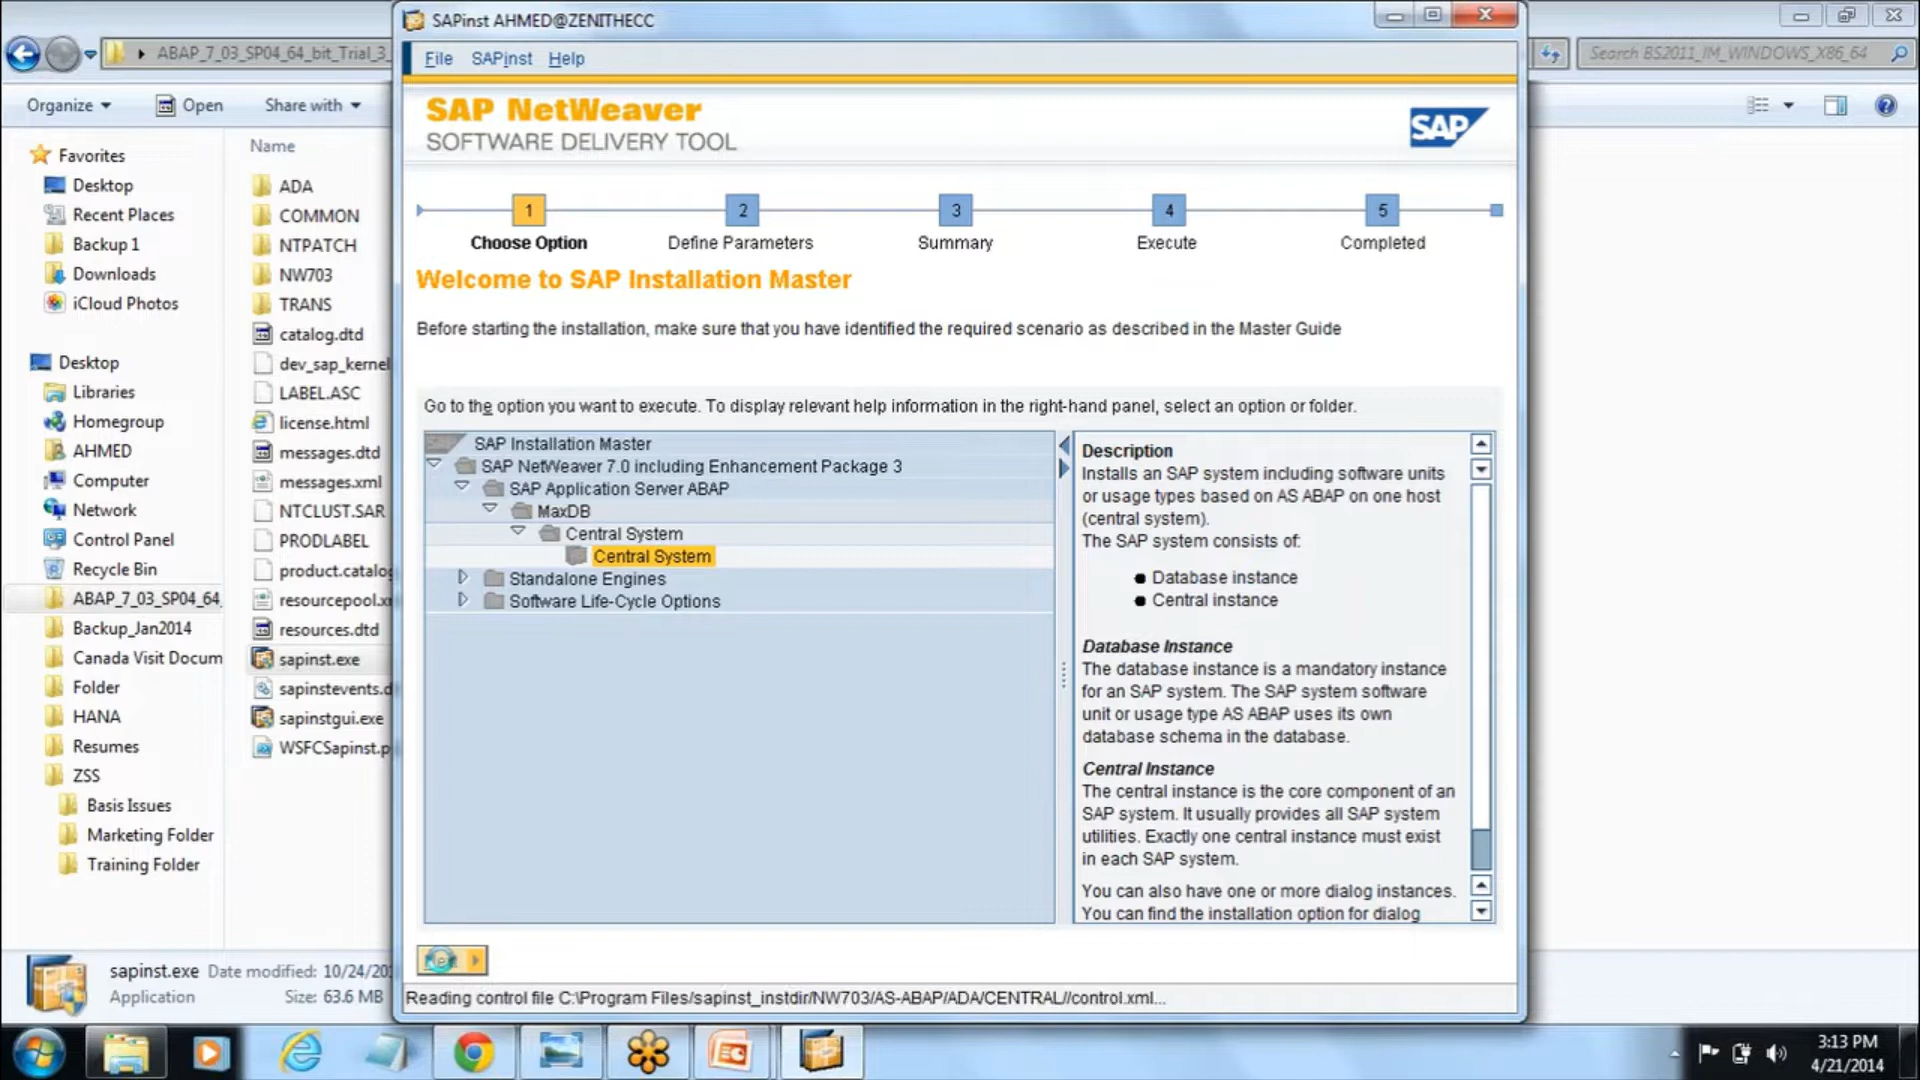 SAPinst AHMED@ZENITHECC
ABAP_7_03_SP04_64_bit_Trial_3_
Search BS2011_IM_WINDOWS_X86_64
File SAPinst Help
Organize Open Share with
SAP NetWeaver
SOFTWARE DELIVERY TOOL
SAP
Favorites
Desktop
Recent Places
Backup 1
Downloads
iCloud Photos
Desktop
Libraries
Homegroup
AHMED
Computer
Network
Control Panel
Recycle Bin
ABAP_7_03_SP04_64_
Backup_Jan2014
Canada Visit Docum
Folder
HANA
Resumes
ZSS
Basis Issues
Marketing Folder
Training Folder
Name
ADA
COMMON
NTPATCH
NW703
TRANS
catalog.dtd
dev_sap_kernel
LABEL.ASC
license.html
messages.dtd
messages.xml
NTCLUST.SAR
PRODLABEL
product.catalog
resourcepool.x
resources.dtd
sapinst.exe
sapinstevents.d
sapinstgui.exe
WSFCSapinst.p
1 2 3 4 5
Choose Option Define Parameters Summary Execute Completed
Welcome to SAP Installation Master
Before starting the installation, make sure that you have identified the required scenario as described in the Master Guide
Go to the option you want to execute. To display relevant help information in the right-hand panel, select an option or folder.
SAP Installation Master
SAP NetWeaver 7.0 including Enhancement Package 3
SAP Application Server ABAP
MaxDB
Central System
Central System
Standalone Engines
Software Life-Cycle Options
Description
Installs an SAP system including software units
or usage types based on AS ABAP on one host
(central system).
The SAP system consists of:
● Database instance
● Central instance
Database Instance
The database instance is a mandatory instance
for an SAP system. The SAP system software
unit or usage type AS ABAP uses its own
database schema in the database.
Central Instance
The central instance is the core component of an
SAP system. It usually provides all SAP system
utilities. Exactly one central instance must exist
in each SAP system.
You can also have one or more dialog instances.
You can find the installation option for dialog
Reading control file C:\Program Files/sapinst_instdir/NW703/AS-ABAP/ADA/CENTRAL//control.xml...
sapinst.exe Date modified: 10/24/20
Application Size: 63.6 MB
3:13 PM
4/21/2014